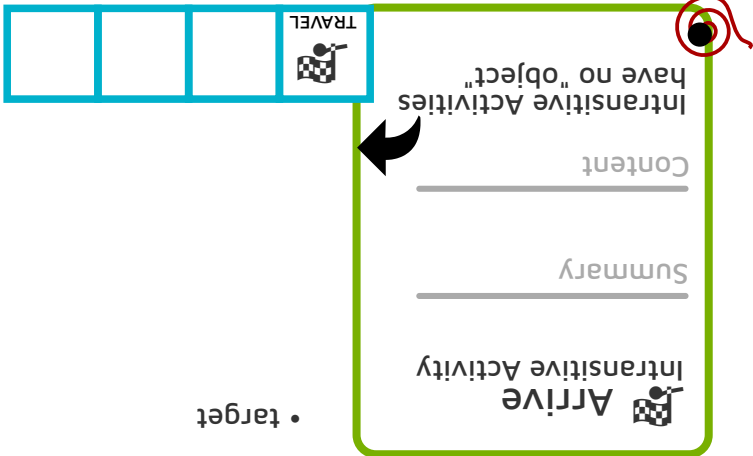 Arrive
Intransitive Activity
Summary
Content
Intransitive Activities
have no "object"
TRAVEL
• target